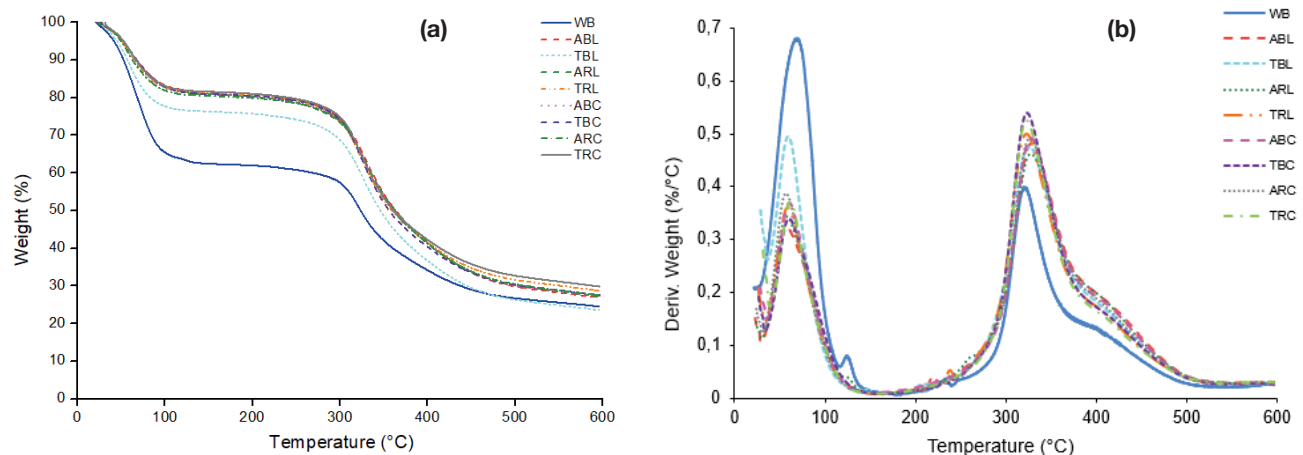 (a)
WB
ABL
TBL
ARL
TRL
ABC
TBC
ARC
TRC
100
90
80
70
60
50
40
30
20
10
0
Weight (%)
0 100 200 300 400 500 600
Temperature (°C)
(b)
WB
ABL
TBL
ARL
TRL
ABC
TBC
ARC
TRC
0,7
0,6
0,5
0,4
0,3
0,2
0,1
0
Deriv. Weight (%/°C)
0 100 200 300 400 500 600
Temperature (°C)